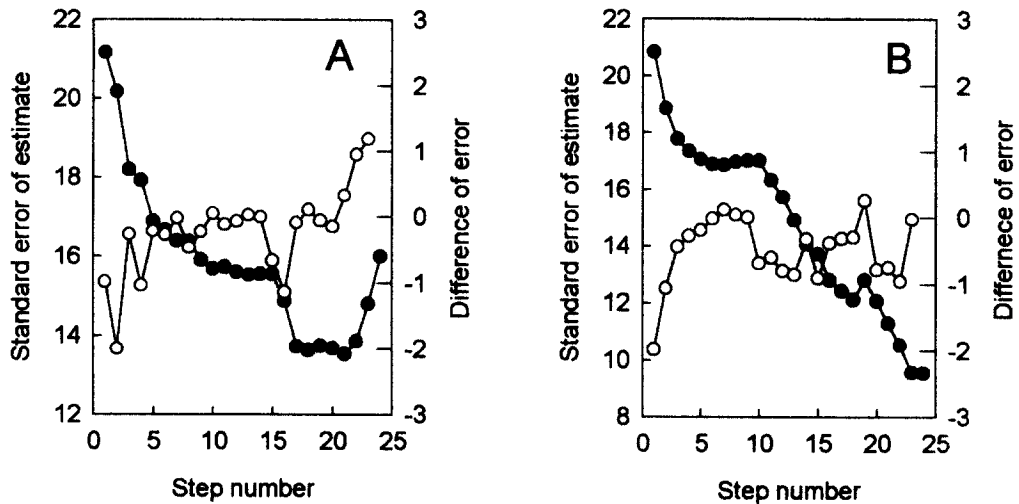 A
22
20
18
16
14
12
3
2
1
0
-1
-2
-3
0 5 10 15 20 25
Standard error of estimate
Difference of error
Step number
B
22
20
18
16
14
12
10
8
3
2
1
0
-1
-2
-3
0 5 10 15 20 25
Standard error of estimate
Differnece of error
Step number